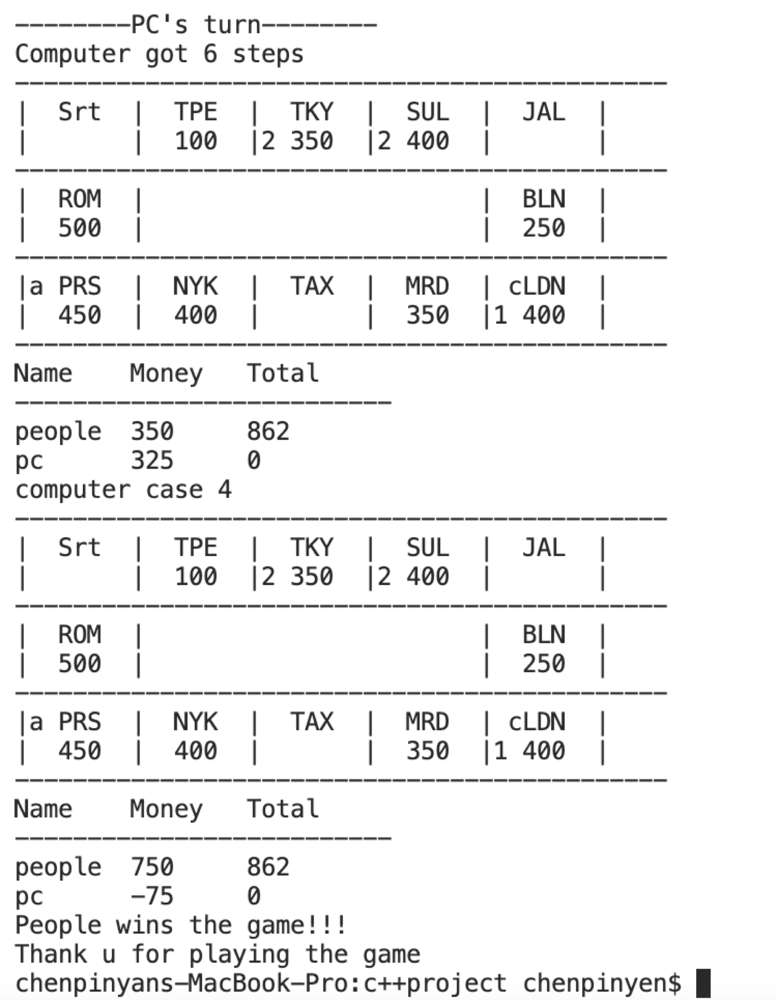 --------PC's turn--------
Computer got 6 steps
---------------------------------------------
|  Srt  |  TPE  |  TKY  |  SUL  |  JAL  |
|       |  100  |2 350  |2 400  |       |
---------------------------------------------
|  ROM  |                       |  BLN  |
|  500  |                       |  250  |
---------------------------------------------
|a PRS  |  NYK  |  TAX  |  MRD  | cLDN  |
|  450  |  400  |       |  350  |1 400  |
---------------------------------------------
Name    Money   Total
--------------------------
people  350     862
pc      325     0
computer case 4
---------------------------------------------
|  Srt  |  TPE  |  TKY  |  SUL  |  JAL  |
|       |  100  |2 350  |2 400  |       |
---------------------------------------------
|  ROM  |                       |  BLN  |
|  500  |                       |  250  |
---------------------------------------------
|a PRS  |  NYK  |  TAX  |  MRD  | cLDN  |
|  450  |  400  |       |  350  |1 400  |
---------------------------------------------
Name    Money   Total
--------------------------
people  750     862
pc      -75     0
People wins the game!!!
Thank u for playing the game
chenpinyans-MacBook-Pro:c++project chenpinyen$